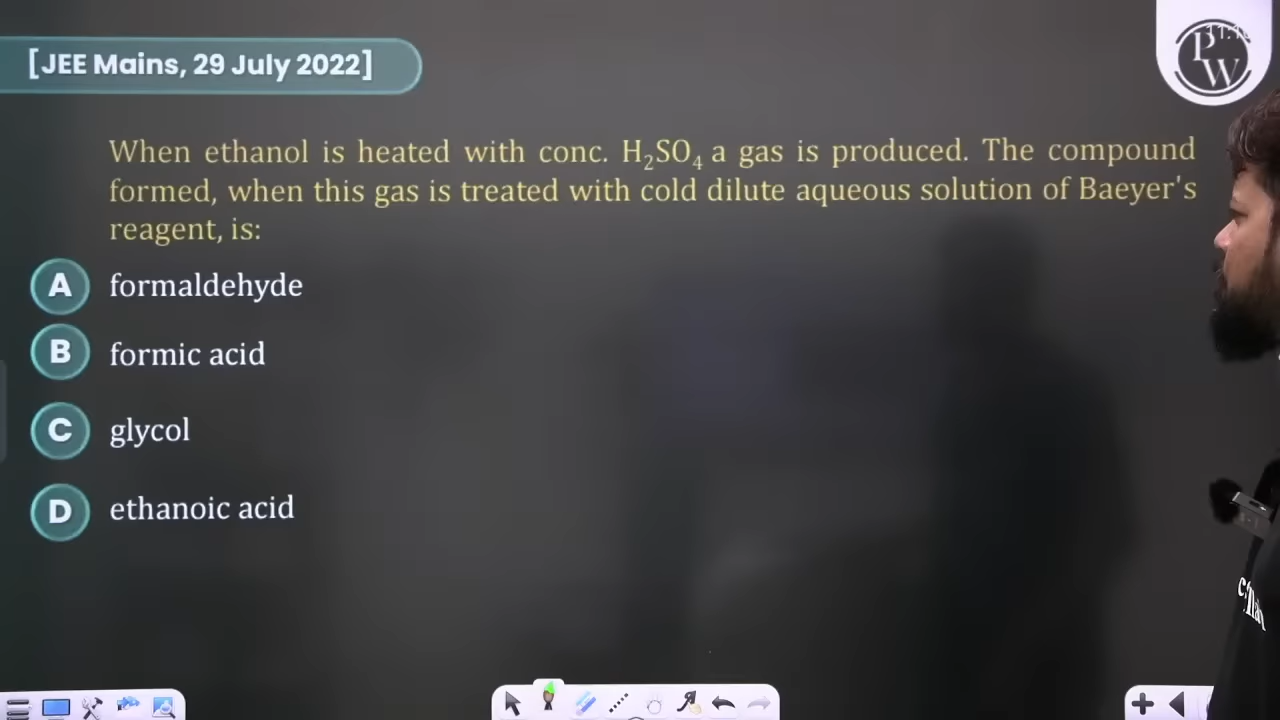 [JEE Mains, 29 July 2022]
PW
When ethanol is heated with conc. H₂SO₄ a gas is produced. The compound
formed, when this gas is treated with cold dilute aqueous solution of Baeyer's
reagent, is:
A formaldehyde
B formic acid
C glycol
D ethanoic acid